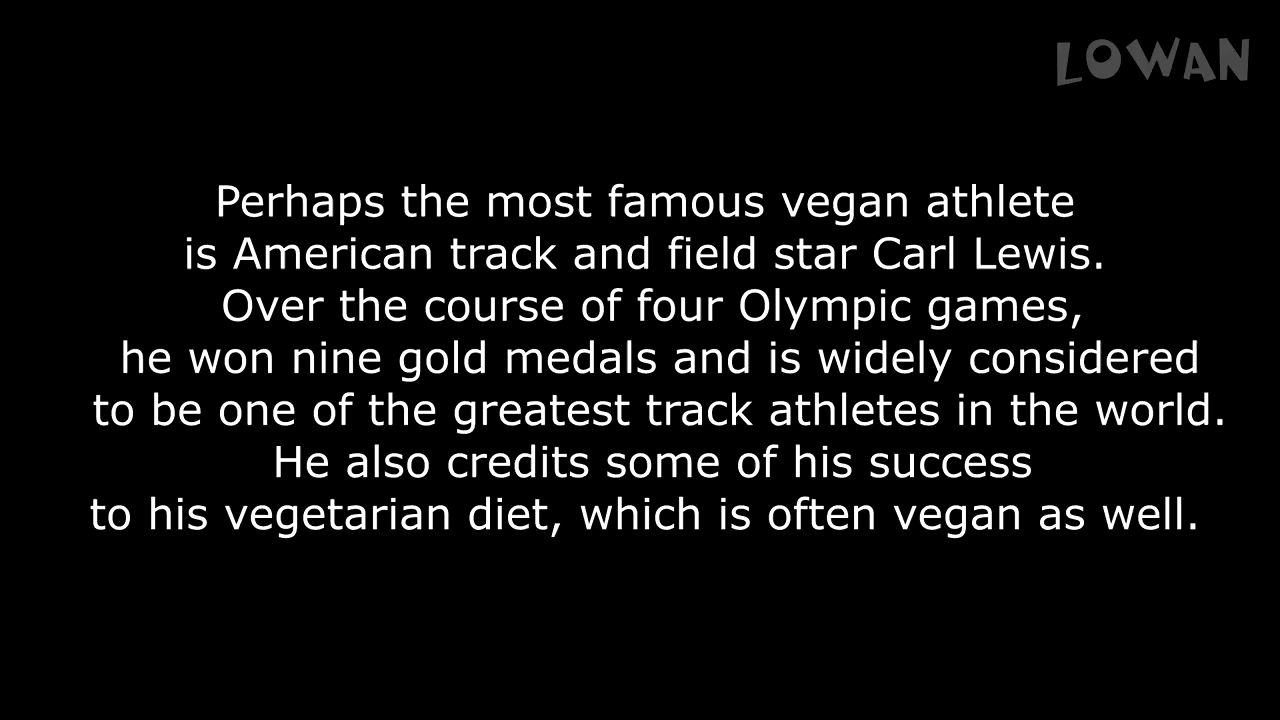 LOWAN
Perhaps the most famous vegan athlete
is American track and field star Carl Lewis.
Over the course of four Olympic games,
he won nine gold medals and is widely considered
to be one of the greatest track athletes in the world.
He also credits some of his success
to his vegetarian diet, which is often vegan as well.